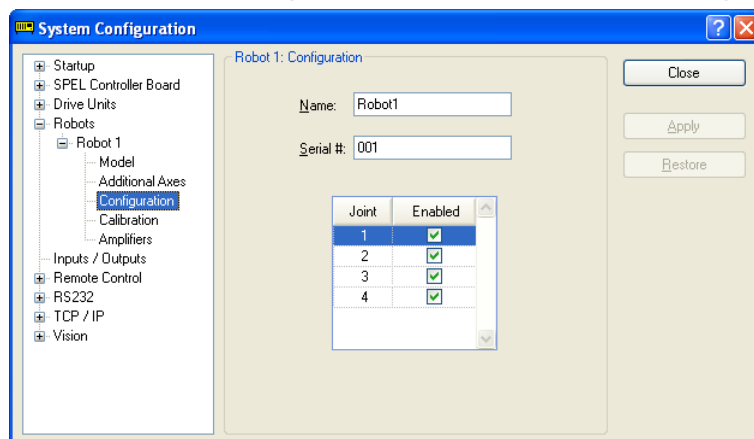 System Configuration
Startup
SPEL Controller Board
Drive Units
Robots
Robot 1
Model
Additional Axes
Configuration
Calibration
Amplifiers
Inputs / Outputs
Remote Control
RS232
TCP / IP
Vision
Robot 1: Configuration
Name: Robot1
Serial #: 001
Joint Enabled
1
2
3
4
Close
Apply
Restore